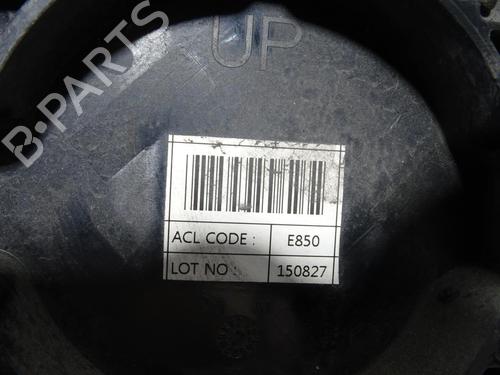 UP
B-PARTS
ACL CODE : E850
LOT NO : 150827